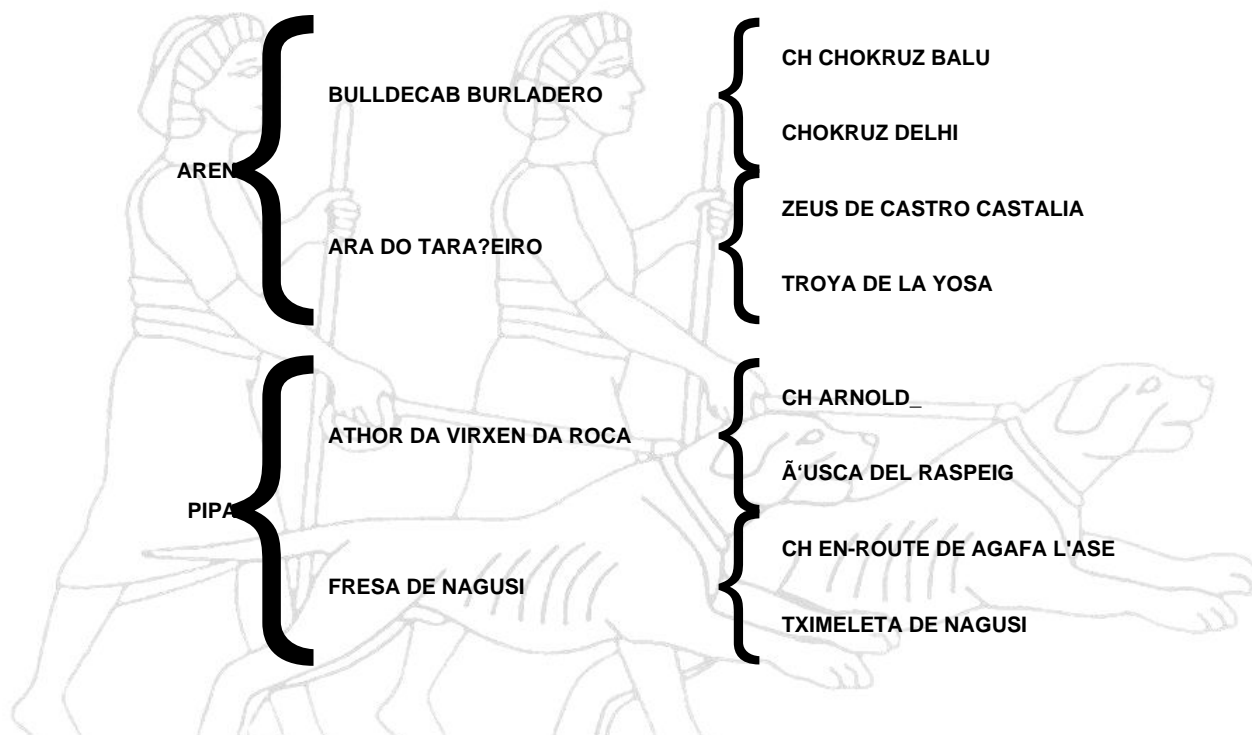 CH CHOKRUZ BALU
BULLDECAB BURLADERO
CHOKRUZ DELHI
AREN
ZEUS DE CASTRO CASTALIA
ARA DO TARA?EIRO
TROYA DE LA YOSA
CH ARNOLD_
ATHOR DA VIRXEN DA ROCA
Ã‘USCA DEL RASPEIG
PIPA
CH EN-ROUTE DE AGAFA L'ASE
FRESA DE NAGUSI
TXIMELETA DE NAGUSI